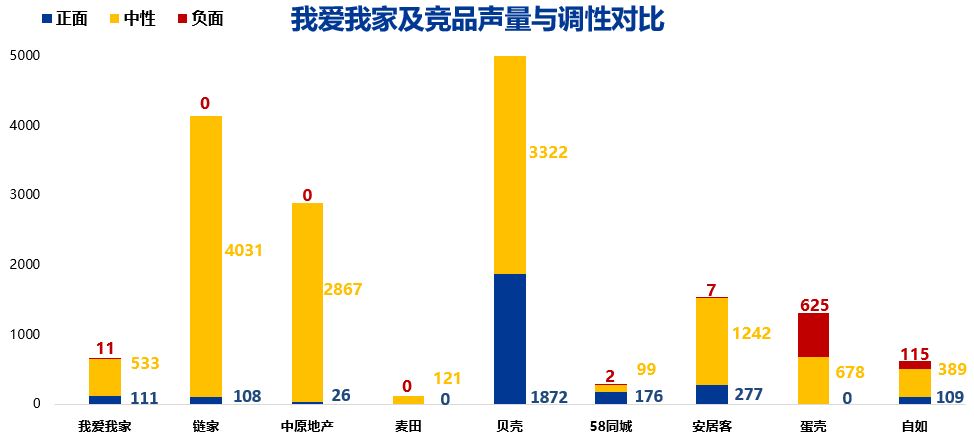 我爱我家及竞品声量与调性对比
正面 中性 负面
5000
4000
3000
2000
1000
0
11 533 111
0 4031 108
0 2867 26
0 121 0
3322 1872
2 99 176
7 1242 277
625 678 0
115 389 109
我爱我家 链家 中原地产 麦田 贝壳 58同城 安居客 蛋壳 自如